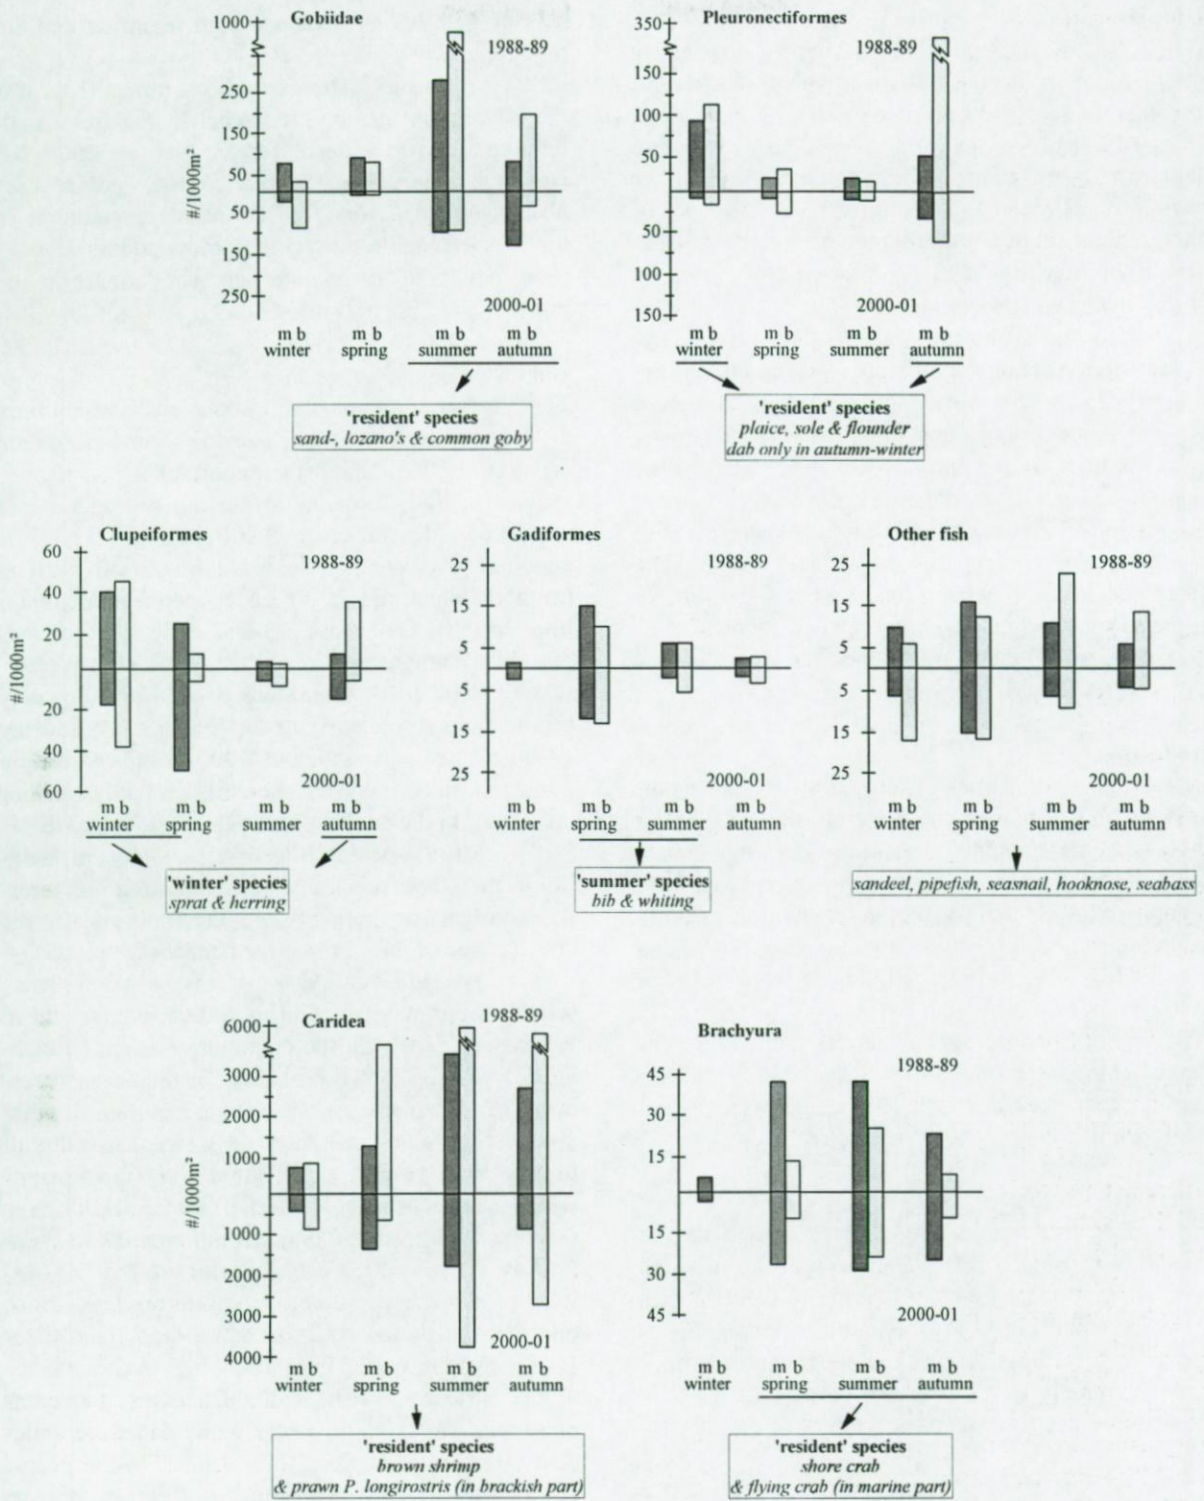 Gobiidae
1000
250
150
50
50
150
250
#/1000m²
1988-89
2000-01
m b m b m b m b
winter spring summer autumn
'resident' species
sand-, lozano's & common goby
Pleuronectiformes
350
150
100
50
50
100
150
1988-89
2000-01
m b m b m b m b
winter spring summer autumn
'resident' species
plaice, sole & flounder
dab only in autumn-winter
Clupeiformes
60
40
20
20
40
60
#/1000m²
1988-89
2000-01
m b m b m b m b
winter spring summer autumn
'winter' species
sprat & herring
Gadiformes
25
15
5
5
15
25
1988-89
2000-01
m b m b m b m b
winter spring summer autumn
'summer' species
bib & whiting
Other fish
25
15
5
5
15
25
1988-89
2000-01
m b m b m b m b
winter spring summer autumn
sandeel, pipefish, seasnail, hooknose, seabass
Caridea
6000
3000
2000
1000
1000
2000
3000
4000
#/1000m²
1988-89
2000-01
m b m b m b m b
winter spring summer autumn
'resident' species
brown shrimp
& prawn P. longirostris (in brackish part)
Brachyura
45
30
15
15
30
45
1988-89
2000-01
m b m b m b m b
winter spring summer autumn
'resident' species
shore crab
& flying crab (in marine part)